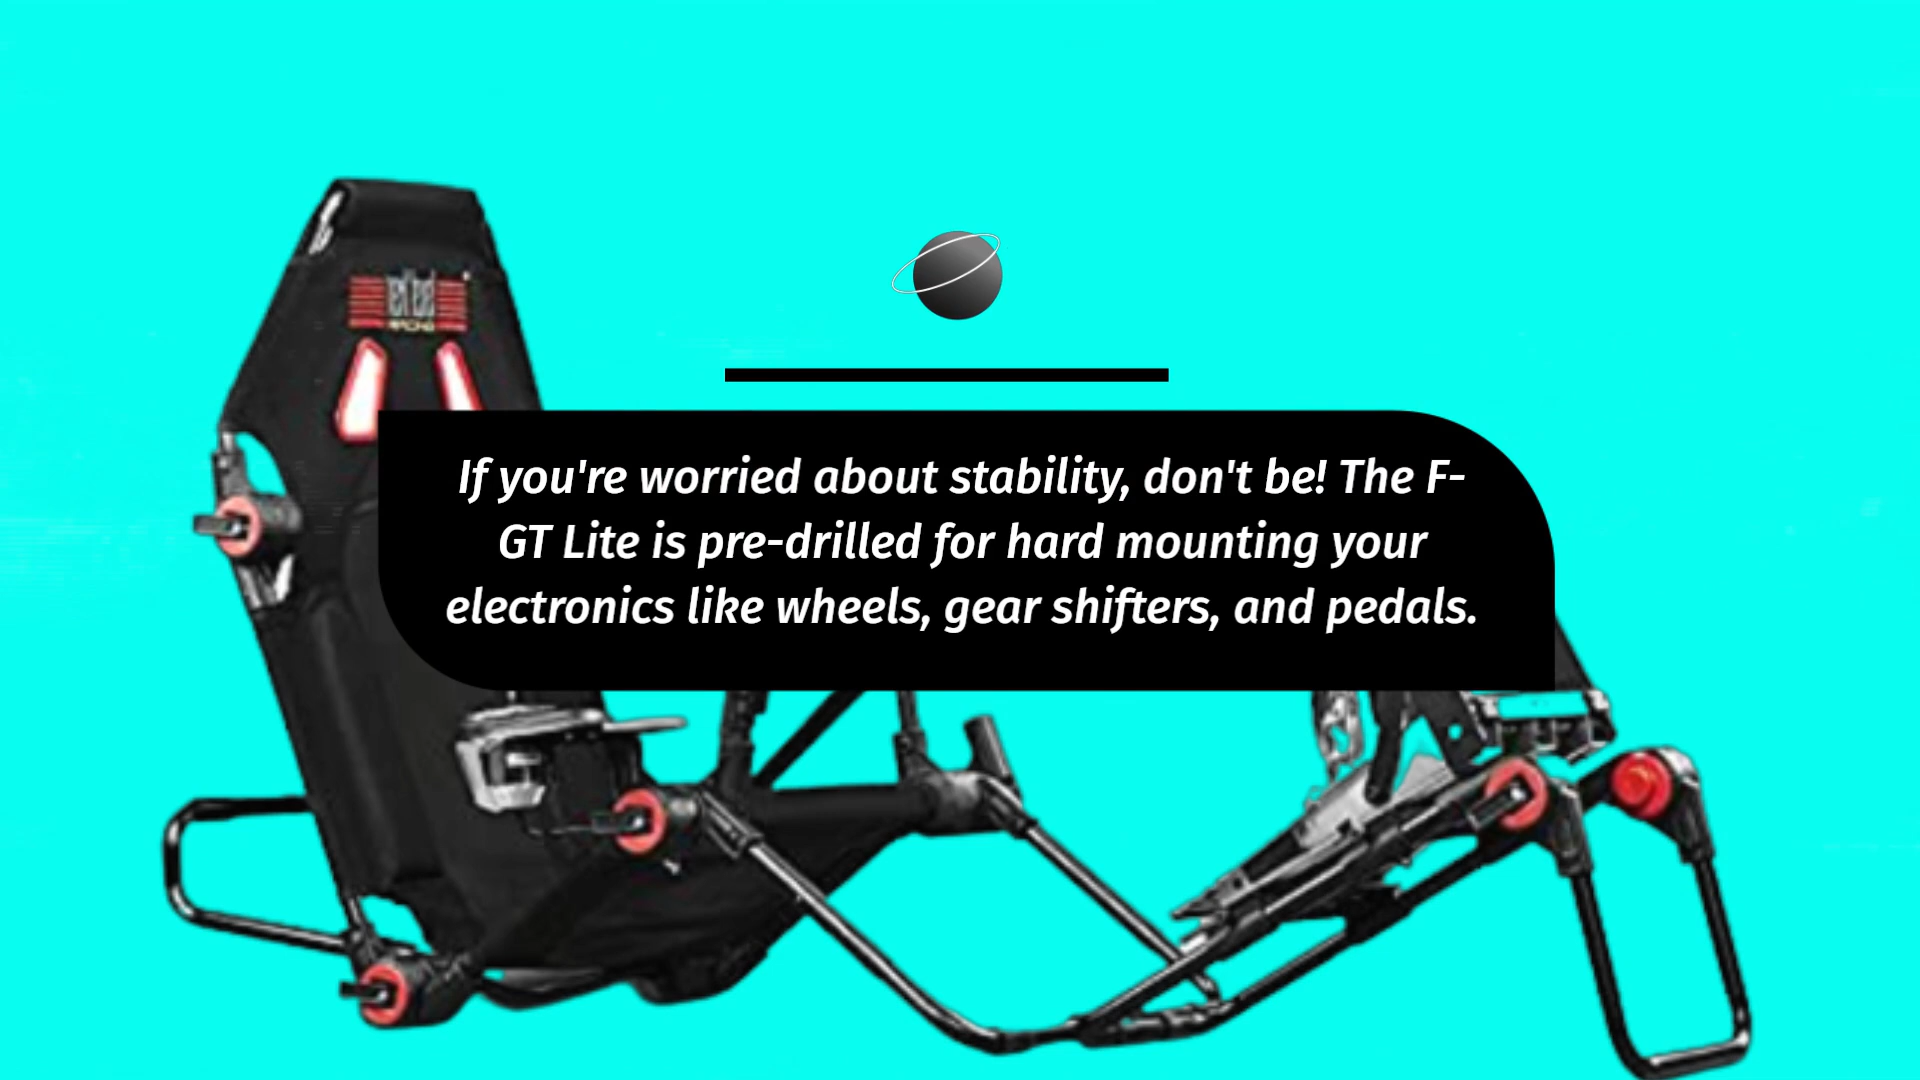 If you're worried about stability, don't be! The F-
GT Lite is pre-drilled for hard mounting your
electronics like wheels, gear shifters, and pedals.